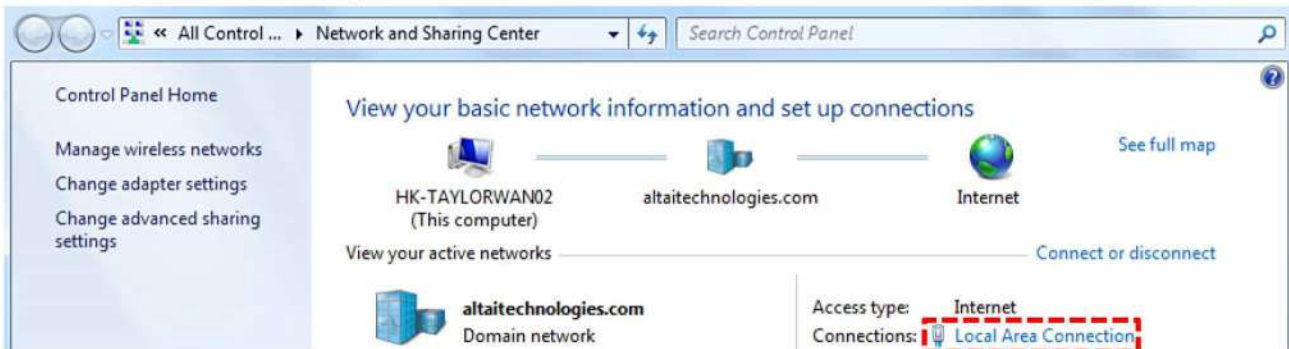 « All Control ... ▸ Network and Sharing Center Search Control Panel
Control Panel Home
Manage wireless networks
Change adapter settings
Change advanced sharing
settings
View your basic network information and set up connections
See full map
HK-TAYLORWAN02
(This computer)
altaitechnologies.com
Internet
View your active networks
Connect or disconnect
altaitechnologies.com
Domain network
Access type: Internet
Connections: Local Area Connection